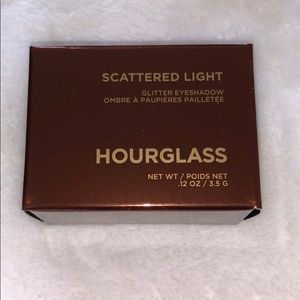 SCATTERED LIGHT
GLITTER EYESHADOW
OMBRE À PAUPIÈRES PAILLETÉE
HOURGLASS
NET WT / POIDS NET
.12 OZ / 3.5 G